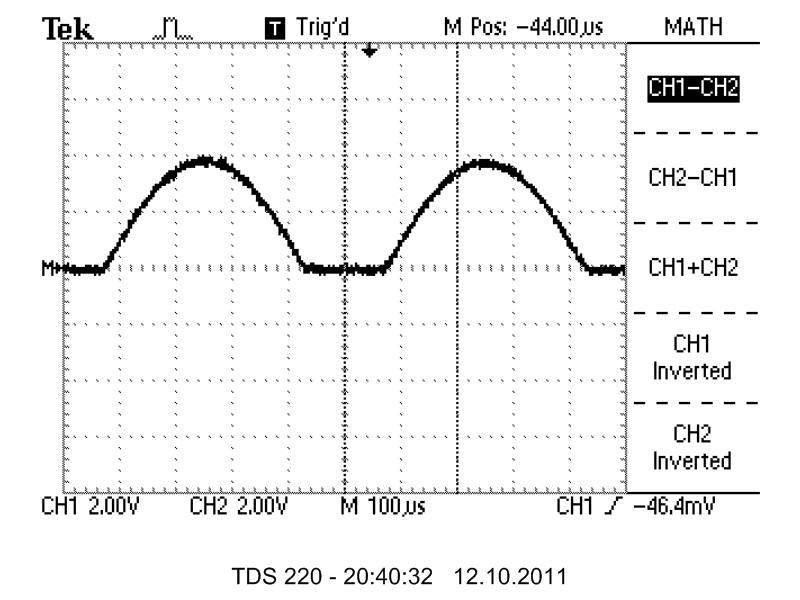 Tek T Trig'd M Pos: -44.00µs MATH
CH1-CH2
CH2-CH1
M
CH1+CH2
CH1
Inverted
CH2
Inverted
CH1 2.00V CH2 2.00V M 100µs CH1 -46.4mV
TDS 220 - 20:40:32 12.10.2011